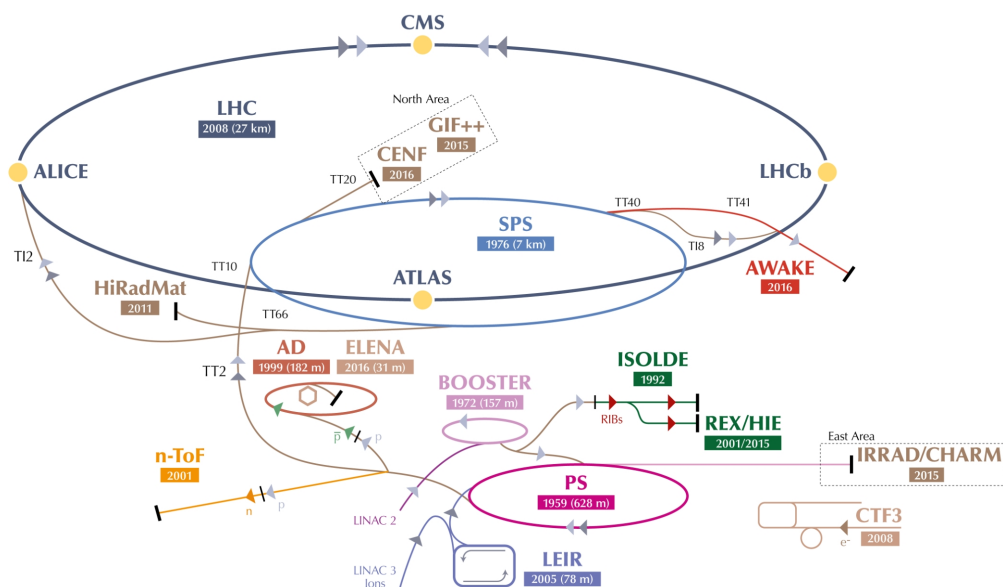 CMS
North Area
LHC
2008 (27 km)
GIF++
2015
CENF
2016
ALICE
LHCb
TT20
TT40
TT41
SPS
1976 (7 km)
TI8
TI2
TT10
AWAKE
2016
ATLAS
HiRadMat
2011
TT66
AD
1999 (182 m)
ELENA
2016 (31 m)
TT2
ISOLDE
1992
BOOSTER
1972 (157 m)
RIBs
REX/HIE
2001/2015
p̅
p
East Area
n-ToF
2001
IRRAD/CHARM
2015
PS
1959 (628 m)
n
p
LINAC 2
CTF3
2008
e⁻
LEIR
2005 (78 m)
LINAC 3
Ions